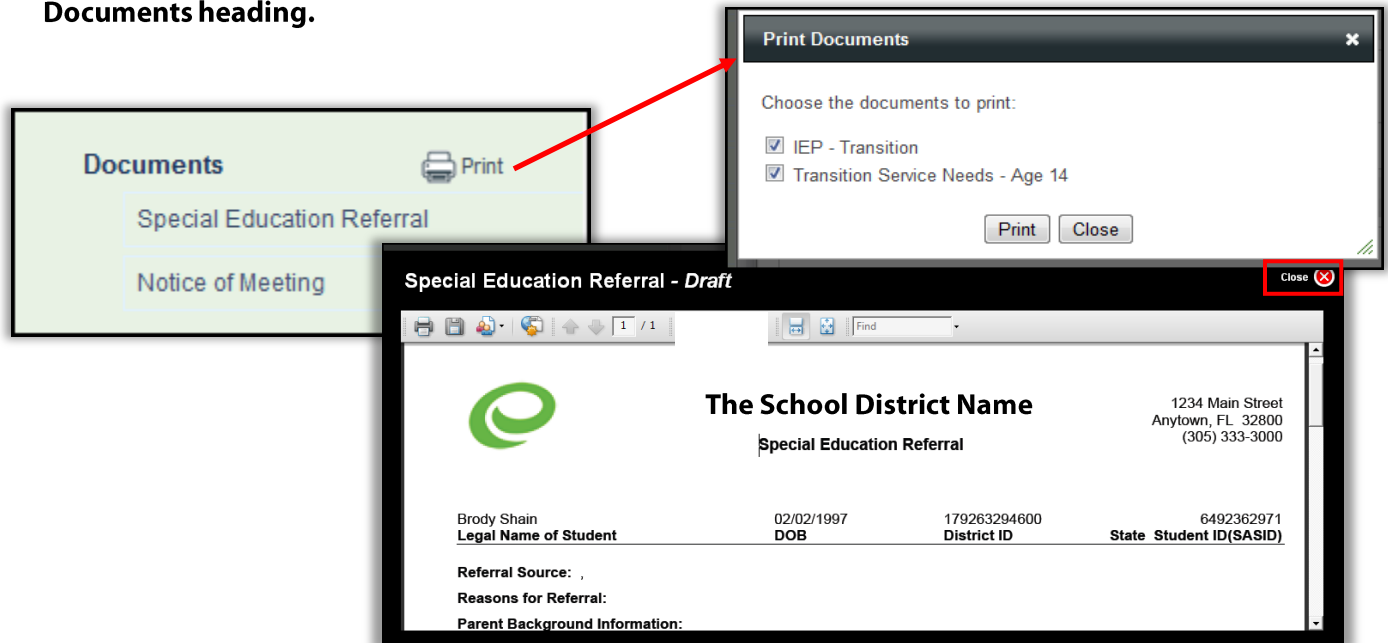 Documents heading.
Documents Print
Special Education Referral
Notice of Meeting
Print Documents
Choose the documents to print:
IEP - Transition
Transition Service Needs - Age 14
Print Close
Special Education Referral - Draft Close
1 / 1 Find
The School District Name
1234 Main Street
Anytown, FL 32800
(305) 333-3000
Special Education Referral
Brody Shain 02/02/1997 179263294600 6492362971
Legal Name of Student DOB District ID State Student ID(SASID)
Referral Source: ,
Reasons for Referral:
Parent Background Information: